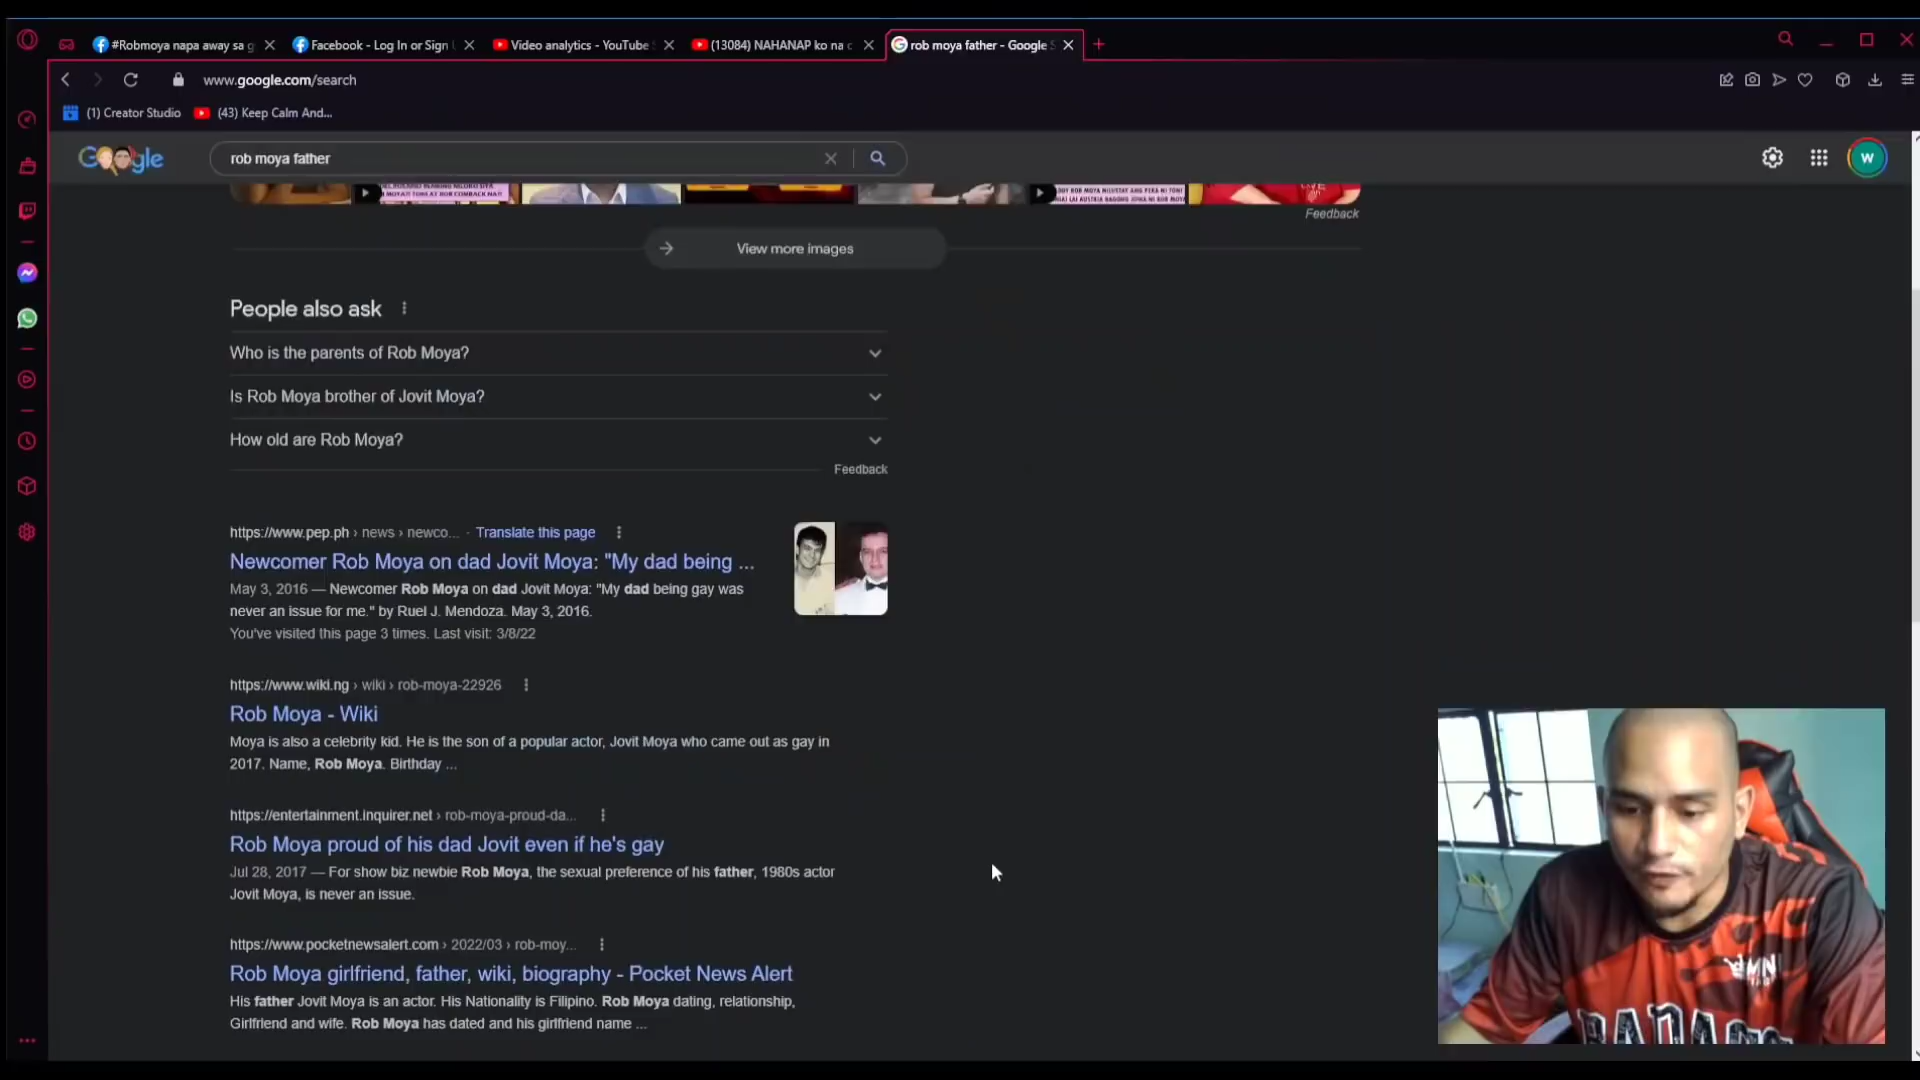 #Robmoya napa away sa g
Facebook - Log In or Sign
Video analytics - YouTube
(13084) NAHANAP ko na
rob moya father - Google
www.google.com/search
(1) Creator Studio
(43) Keep Calm And...
Google
rob moya father
W
Feedback
View more images
People also ask
Who is the parents of Rob Moya?
Is Rob Moya brother of Jovit Moya?
How old are Rob Moya?
Feedback
https://www.pep.ph › news › newco... · Translate this page
Newcomer Rob Moya on dad Jovit Moya: "My dad being ...
May 3, 2016 — Newcomer Rob Moya on dad Jovit Moya: "My dad being gay was
never an issue for me." by Ruel J. Mendoza. May 3, 2016.
You've visited this page 3 times. Last visit: 3/8/22
https://www.wiki.ng › wiki › rob-moya-22926
Rob Moya - Wiki
Moya is also a celebrity kid. He is the son of a popular actor, Jovit Moya who came out as gay in
2017. Name, Rob Moya. Birthday ...
https://entertainment.inquirer.net › rob-moya-proud-da...
Rob Moya proud of his dad Jovit even if he's gay
Jul 28, 2017 — For show biz newbie Rob Moya, the sexual preference of his father, 1980s actor
Jovit Moya, is never an issue.
https://www.pocketnewsalert.com › 2022/03 › rob-moy...
Rob Moya girlfriend, father, wiki, biography - Pocket News Alert
His father Jovit Moya is an actor. His Nationality is Filipino. Rob Moya dating, relationship,
Girlfriend and wife. Rob Moya has dated and his girlfriend name ...